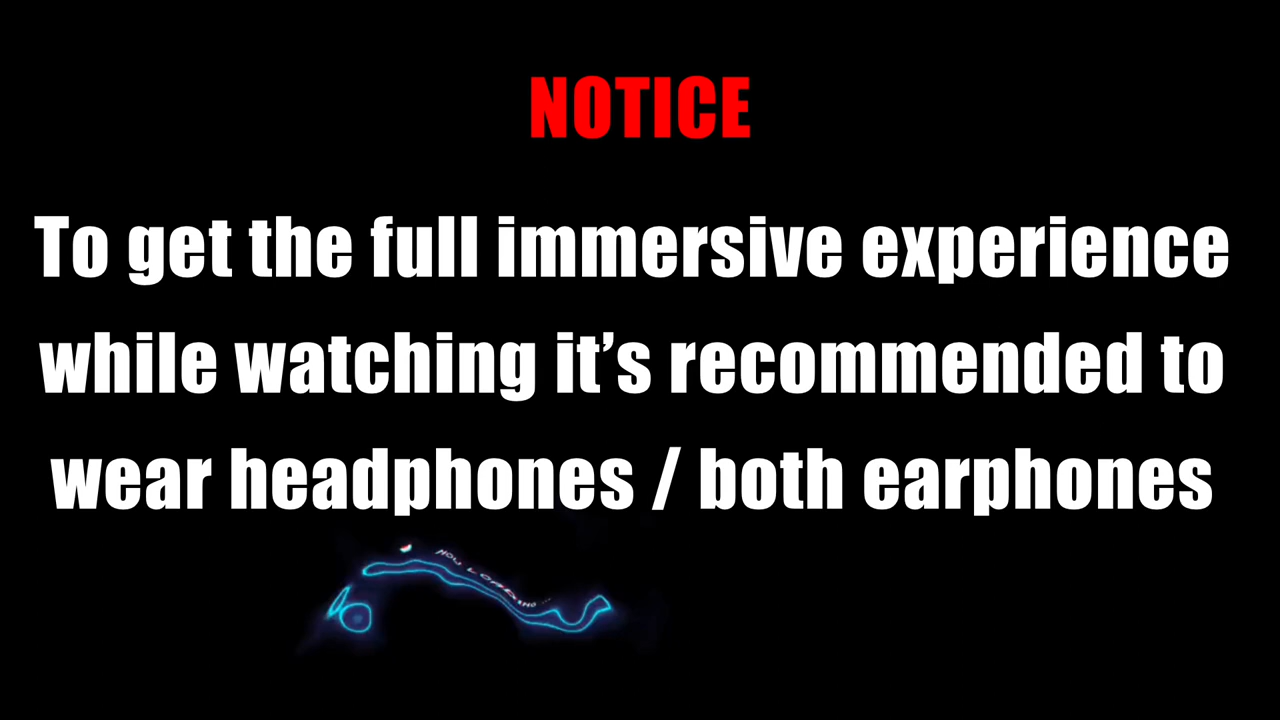 NOTICE
To get the full immersive experience
while watching it’s recommended to
wear headphones / both earphones